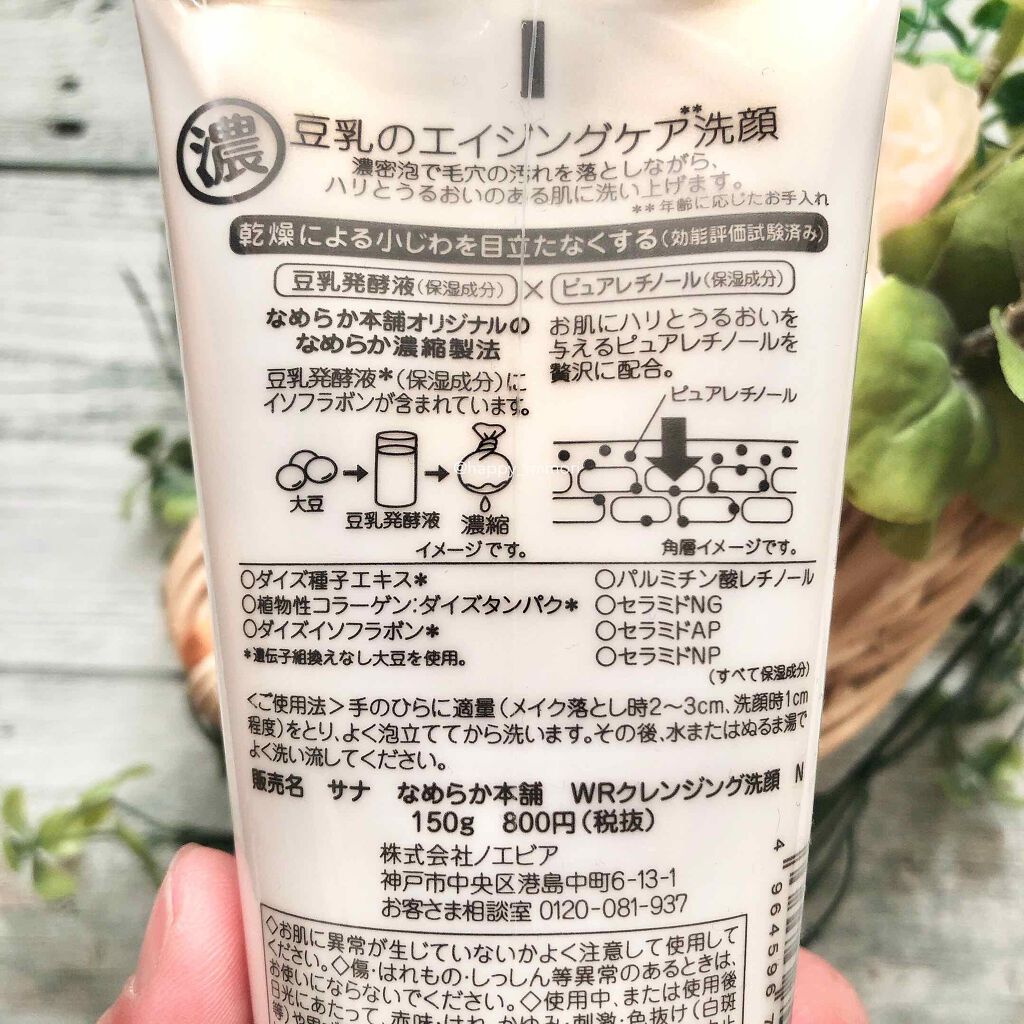 濃
豆乳のエイジングケア**洗顔
濃密泡で毛穴の汚れを落としながら、
ハリとうるおいのある肌に洗い上げます。
**年齢に応じたお手入れ
乾燥による小じわを目立たなくする(効能評価試験済み)
豆乳発酵液(保湿成分)×ピュアレチノール(保湿成分)
なめらか本舗オリジナルの
なめらか濃縮製法
豆乳発酵液*(保湿成分)に
イソフラボンが含まれています。
大豆
豆乳発酵液
濃縮
イメージです。
お肌にハリとうるおいを
与えるピュアレチノールを
贅沢に配合。
ピュアレチノール
角層イメージです。
○ダイズ種子エキス*
○植物性コラーゲン:ダイズタンパク*
○ダイズイソフラボン*
*遺伝子組換えなし大豆を使用。
○パルミチン酸レチノール
○セラミドNG
○セラミドAP
○セラミドNP
(すべて保湿成分)
<ご使用法>手のひらに適量(メイク落とし時2〜3cm、洗顔時1cm
程度)をとり、よく泡立ててから洗います。その後、水またはぬるま湯で
よく洗い流してください。
販売名 サナ なめらか本舗 WRクレンジング洗顔 N
150g 800円(税抜)
株式会社ノエビア
神戸市中央区港島中町6-13-1
お客さま相談室 0120-081-937
◇お肌に異常が生じていないかよく注意して使用して
ください。◇傷・はれもの・しっしん等異常のあるときは、
お使いにならないでください。◇使用中、または使用後
日光にあたって、赤味・はれ・かゆみ・刺激・色抜け(白斑
4 964596